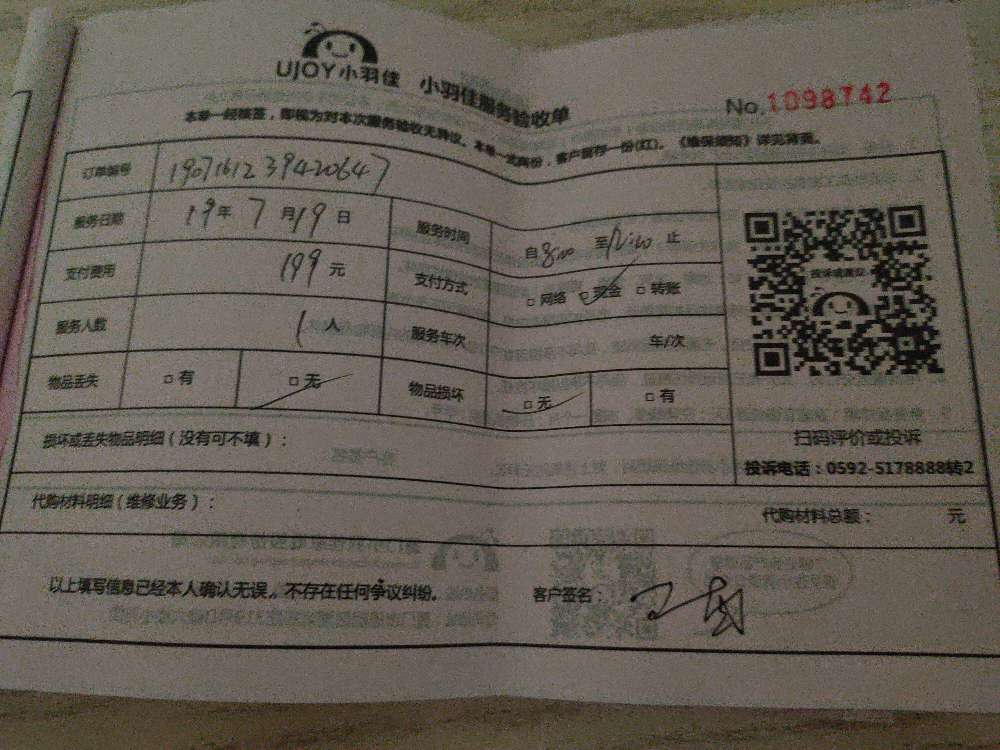 UJOY小羽佳 小羽佳服务验收单
No.1098742
本单一经核签，即视为对本次服务验收无异议。本单一式两份，客户留存一份(红)。《维保须知》详见背面。
订单编号 1907161239420647
服务日期 19年7月19日 服务时间 自8:00 至 止
支付费用 199元 支付方式 □网络 □现金 □转账
服务人数 1人 服务车次 车/次
物品丢失 □有 □无 物品损坏 □无 □有
投诉或建议
扫码评价或投诉
投诉电话：0592-5178888转2
损坏或丢失物品明细（没有可不填）：
代购材料明细（维修业务）：
代购材料总额： 元
以上填写信息已经本人确认无误，不存在任何争议纠纷。 客户签名：